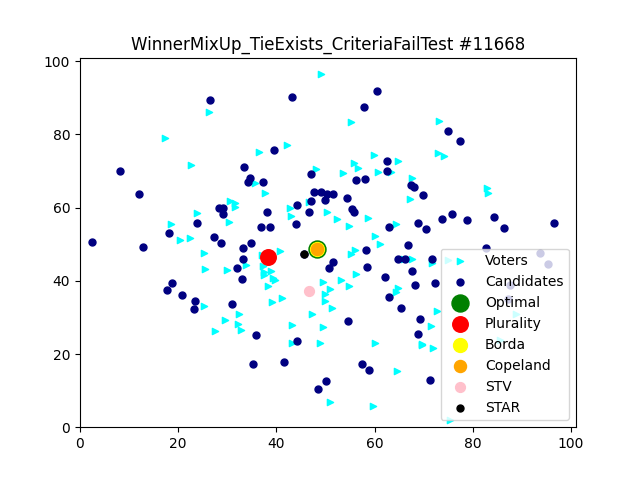 WinnerMixUp_TieExists_CriteriaFailTest #11668
100
80
60
40
20
0
0
20
40
60
80
100
Voters
Candidates
Optimal
Plurality
Borda
Copeland
STV
STAR